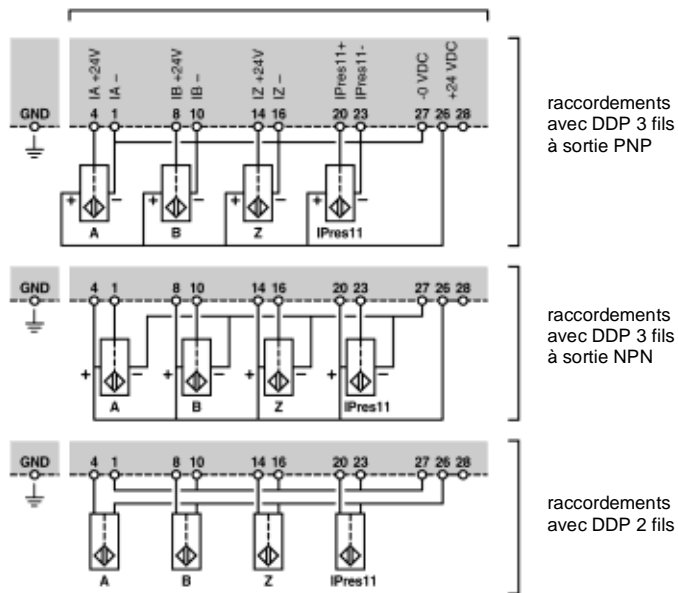 IA +24V
IA –
IB +24V
IB –
IZ +24V
IZ –
IPres11+
IPres11-
-0 VDC
+24 VDC
GND 4 1 8 10 14 16 20 23 27 26 28
+ – + – + – + –
A B Z IPres11
raccordements
avec DDP 3 fils
à sortie PNP
GND 4 1 8 10 14 16 20 23 27 26 28
+ – + – + – + –
A B Z IPres11
raccordements
avec DDP 3 fils
à sortie NPN
GND 4 1 8 10 14 16 20 23 27 26 28
A B Z IPres11
raccordements
avec DDP 2 fils